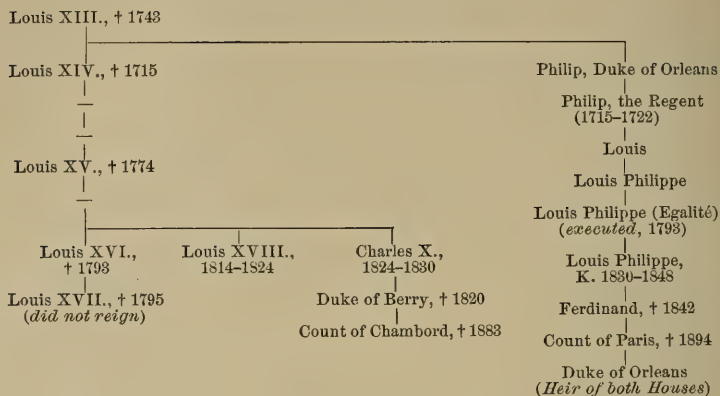 Louis XIII., † 1743
Louis XIV., † 1715
Philip, Duke of Orleans
Philip, the Regent
(1715–1722)
Louis
Louis XV., † 1774
Louis Philippe
Louis Philippe (Egalité)
(executed, 1793)
Louis XVI.,
† 1793
Louis XVIII.,
1814–1824
Charles X.,
1824–1830
Louis Philippe,
K. 1830–1848
Louis XVII., † 1795
(did not reign)
Duke of Berry, † 1820
Ferdinand, † 1842
Count of Chambord, † 1883
Count of Paris, † 1894
Duke of Orleans
(Heir of both Houses)